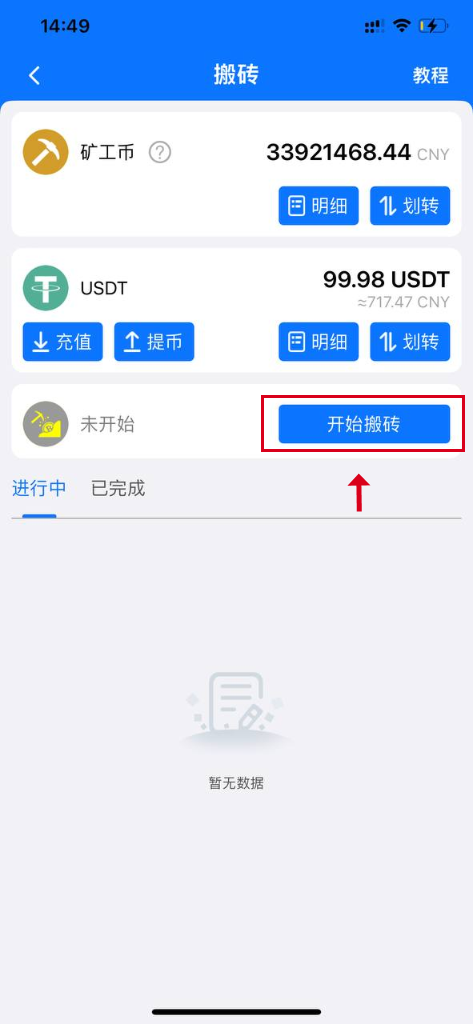 14:49
搬砖
教程
矿工币
33921468.44 CNY
明细
划转
USDT
99.98 USDT
≈717.47 CNY
充值
提币
明细
划转
未开始
开始搬砖
进行中
已完成
暂无数据